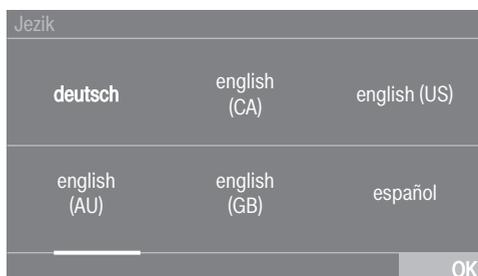 Jezik
deutsch
english
(CA)
english (US)
english
(AU)
english
(GB)
español
OK